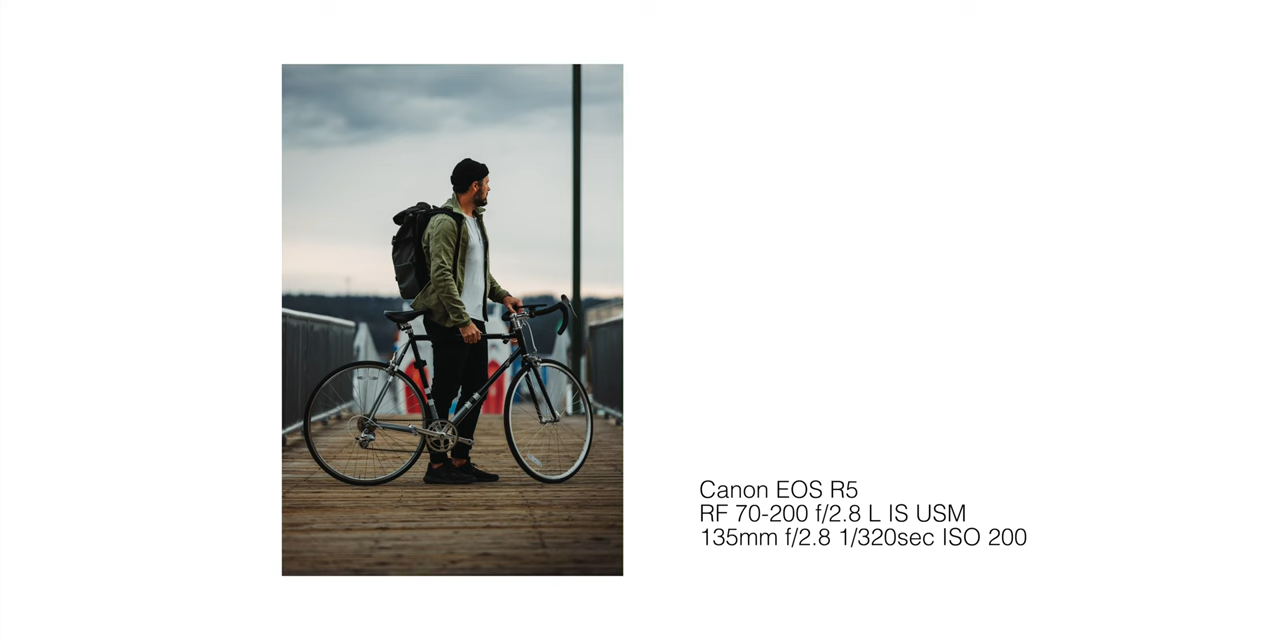 Canon EOS R5
RF 70-200 f/2.8 L IS USM
135mm f/2.8 1/320sec ISO 200